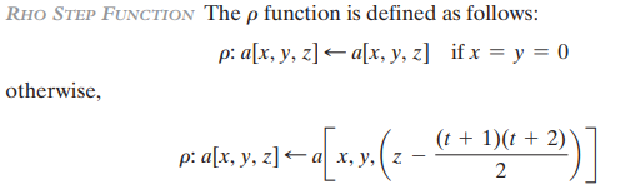 RHO STEP FUNCTION The ρ function is defined as follows:
ρ: a[x, y, z] ← a[x, y, z] if x = y = 0
otherwise,
ρ: a[x, y, z] ← a[x, y, (z − (t + 1)(t + 2)/2)]